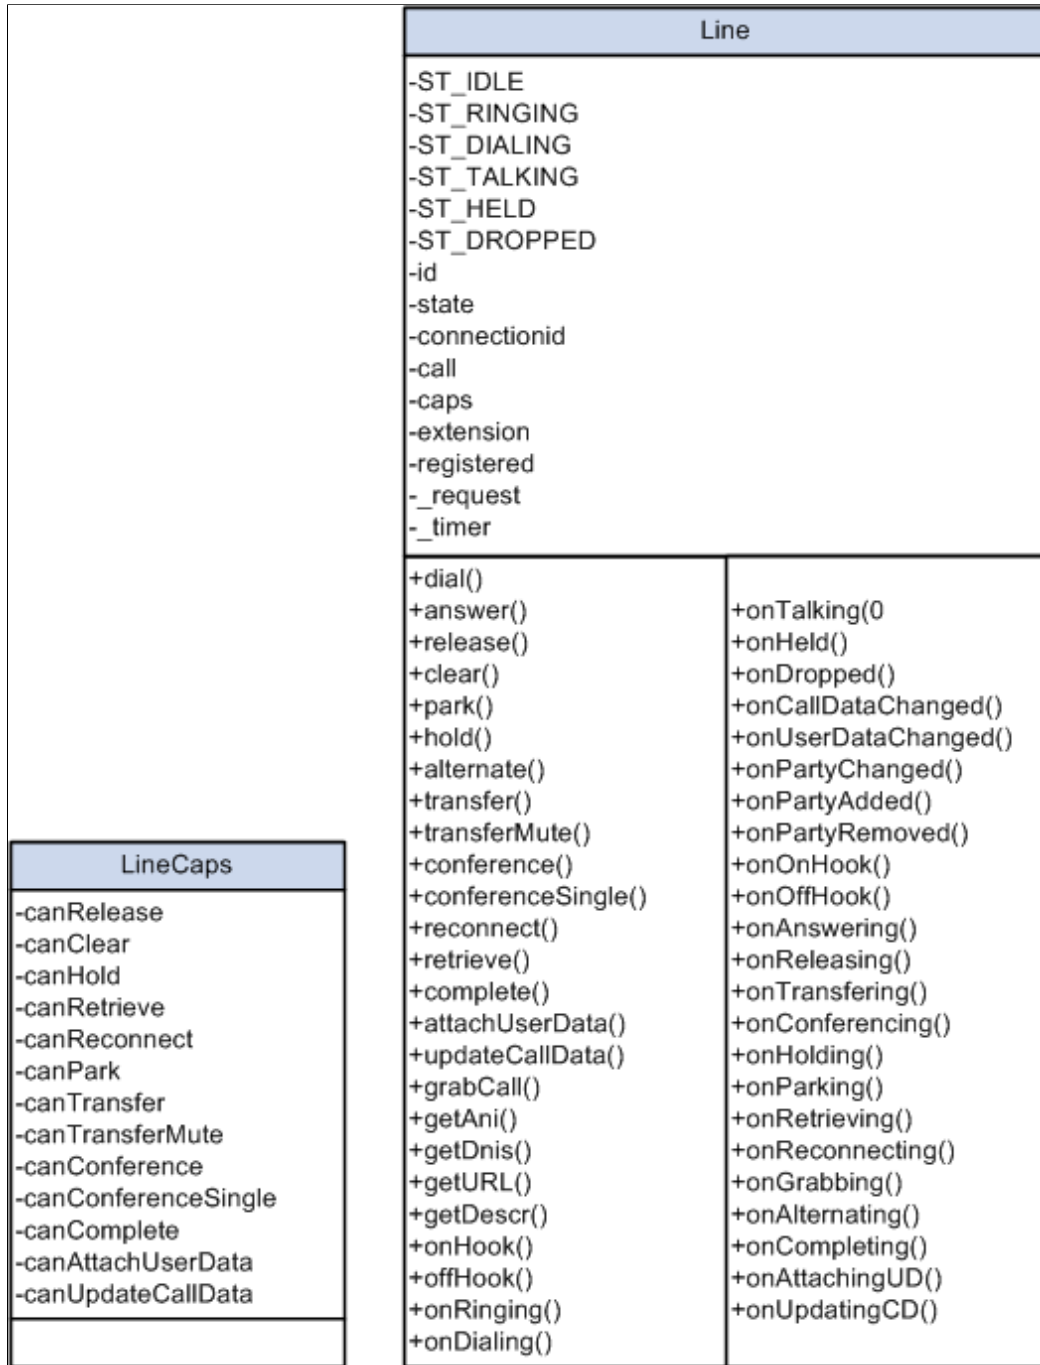 Line
-ST_IDLE
-ST_RINGING
-ST_DIALING
-ST_TALKING
-ST_HELD
-ST_DROPPED
-id
-state
-connectionid
-call
-caps
-extension
-registered
-_request
-_timer
+dial()
+answer()
+release()
+clear()
+park()
+hold()
+alternate()
+transfer()
+transferMute()
+conference()
+conferenceSingle()
+reconnect()
+retrieve()
+complete()
+attachUserData()
+updateCallData()
+grabCall()
+getAni()
+getDnis()
+getURL()
+getDescr()
+onHook()
+offHook()
+onRinging()
+onDialing()
+onTalking(0
+onHeld()
+onDropped()
+onCallDataChanged()
+onUserDataChanged()
+onPartyChanged()
+onPartyAdded()
+onPartyRemoved()
+onOnHook()
+onOffHook()
+onAnswering()
+onReleasing()
+onTransfering()
+onConferencing()
+onHolding()
+onParking()
+onRetrieving()
+onReconnecting()
+onGrabbing()
+onAlternating()
+onCompleting()
+onAttachingUD()
+onUpdatingCD()
LineCaps
-canRelease
-canClear
-canHold
-canRetrieve
-canReconnect
-canPark
-canTransfer
-canTransferMute
-canConference
-canConferenceSingle
-canComplete
-canAttachUserData
-canUpdateCallData